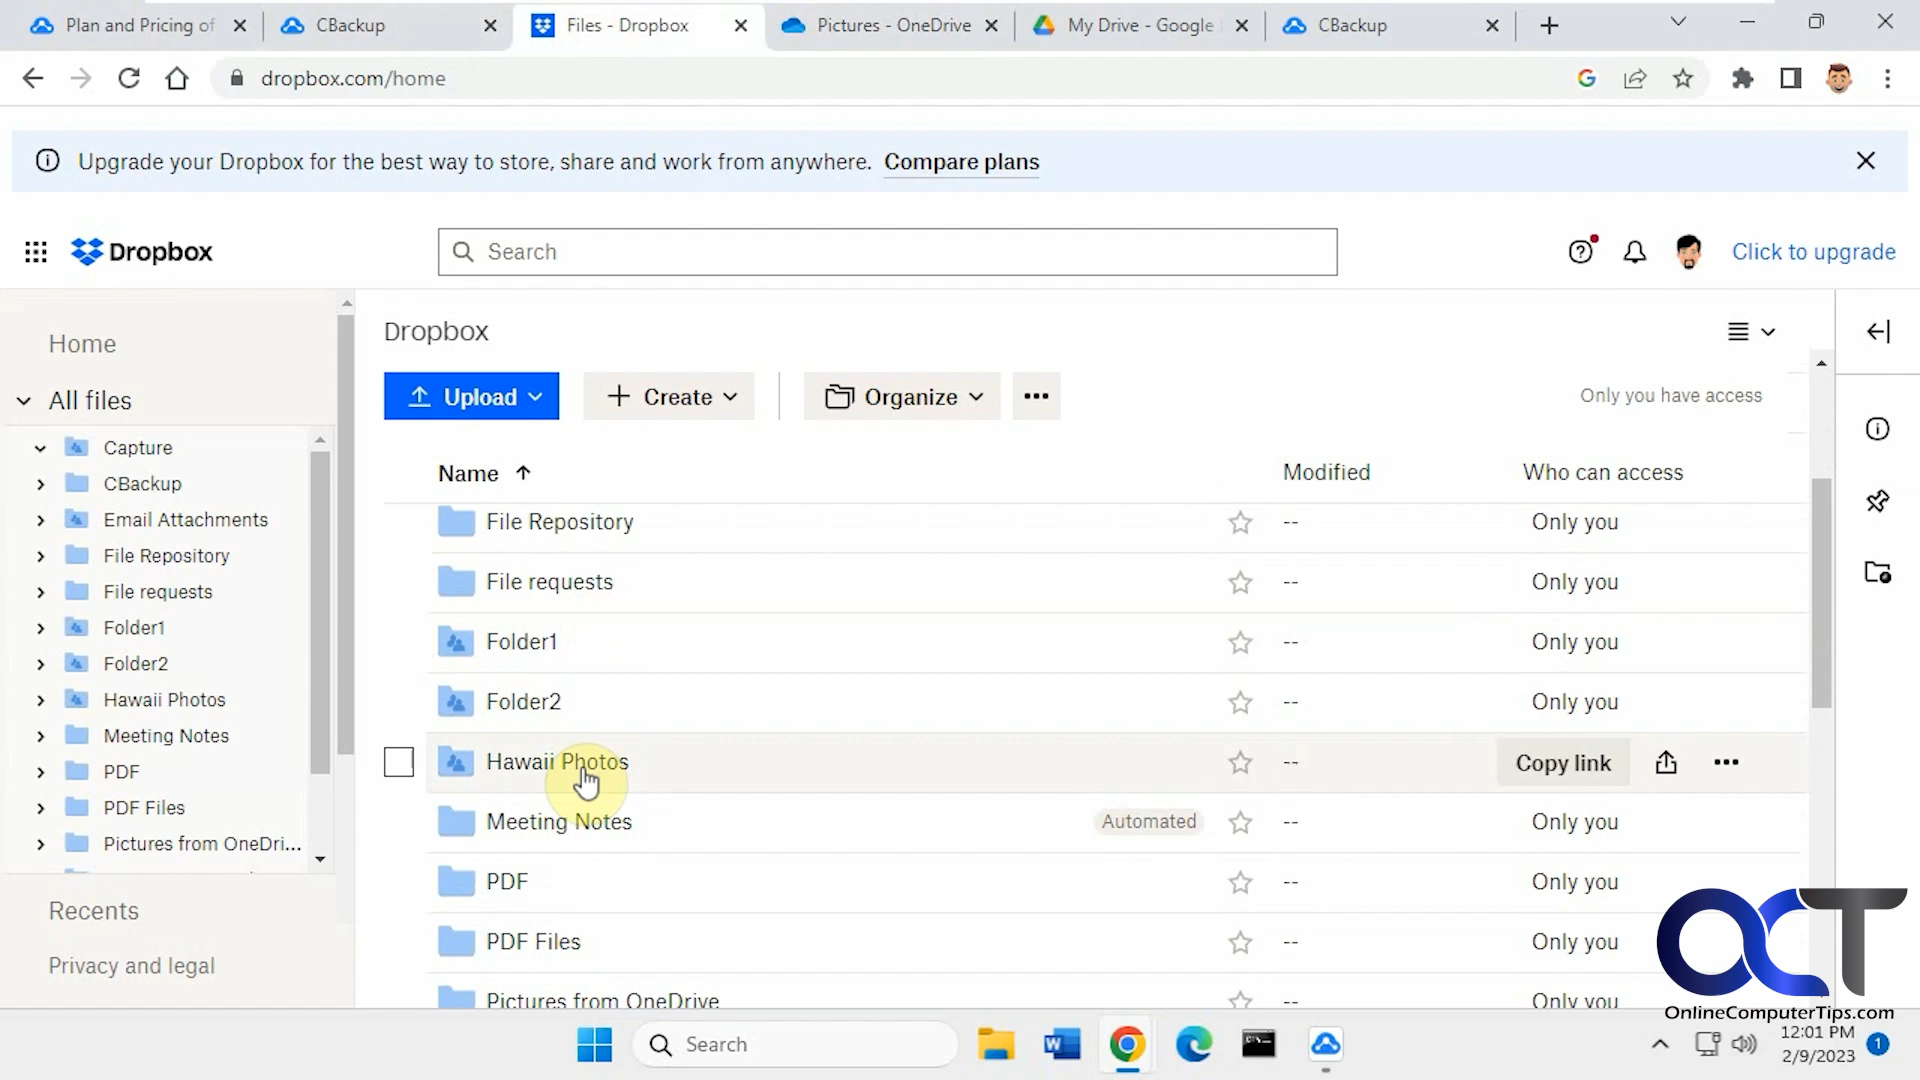 Plan and Pricing of
CBackup
Files - Dropbox
Pictures - OneDrive
My Drive - Google
CBackup
dropbox.com/home
Upgrade your Dropbox for the best way to store, share and work from anywhere. Compare plans
Dropbox
Search
Click to upgrade
Home
All files
Capture
CBackup
Email Attachments
File Repository
File requests
Folder1
Folder2
Hawaii Photos
Meeting Notes
PDF
PDF Files
Pictures from OneDri...
Recents
Privacy and legal
Dropbox
Upload
Create
Organize
Only you have access
Name
Modified
Who can access
File Repository -- Only you
File requests -- Only you
Folder1 -- Only you
Folder2 -- Only you
Hawaii Photos -- Copy link
Meeting Notes Automated -- Only you
PDF -- Only you
PDF Files -- Only you
Pictures from OneDrive -- Only you
OCT
OnlineComputerTips.com
Search
12:01 PM
2/9/2023
1